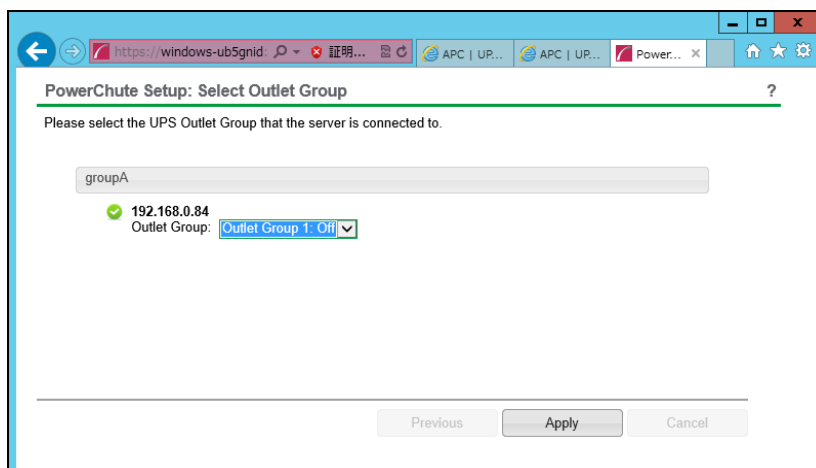 https://windows-ub5gnid: 証明... APC | UP... APC | UP... Power...
PowerChute Setup: Select Outlet Group ?
Please select the UPS Outlet Group that the server is connected to.
groupA
192.168.0.84
Outlet Group: Outlet Group 1: Off
Previous Apply Cancel